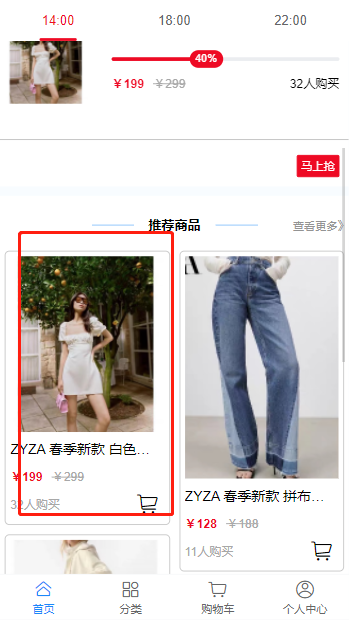 14:00 18:00 22:00
40%
￥199 ￥299 32人购买
马上抢
推荐商品 查看更多》
ZYZA 春季新款 白色…
￥199 ￥299
32人购买
ZYZA 春季新款 拼布…
￥128 ￥188
11人购买
首页 分类 购物车 个人中心